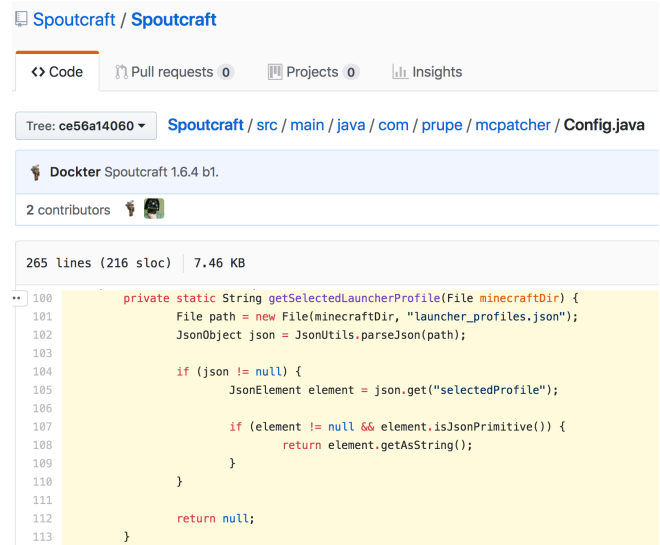 Spoutcraft / Spoutcraft
<> Code Pull requests 0 Projects 0 Insights
Tree: ce56a14060 Spoutcraft / src / main / java / com / prupe / mcpatcher / Config.java
Dockter Spoutcraft 1.6.4 b1.
2 contributors
265 lines (216 sloc) 7.46 KB
100 private static String getSelectedLauncherProfile(File minecraftDir) {
101 File path = new File(minecraftDir, "launcher_profiles.json");
102 JsonObject json = JsonUtils.parseJson(path);
103
104 if (json != null) {
105 JsonElement element = json.get("selectedProfile");
106
107 if (element != null && element.isJsonPrimitive()) {
108 return element.getAsString();
109 }
110 }
111
112 return null;
113 }